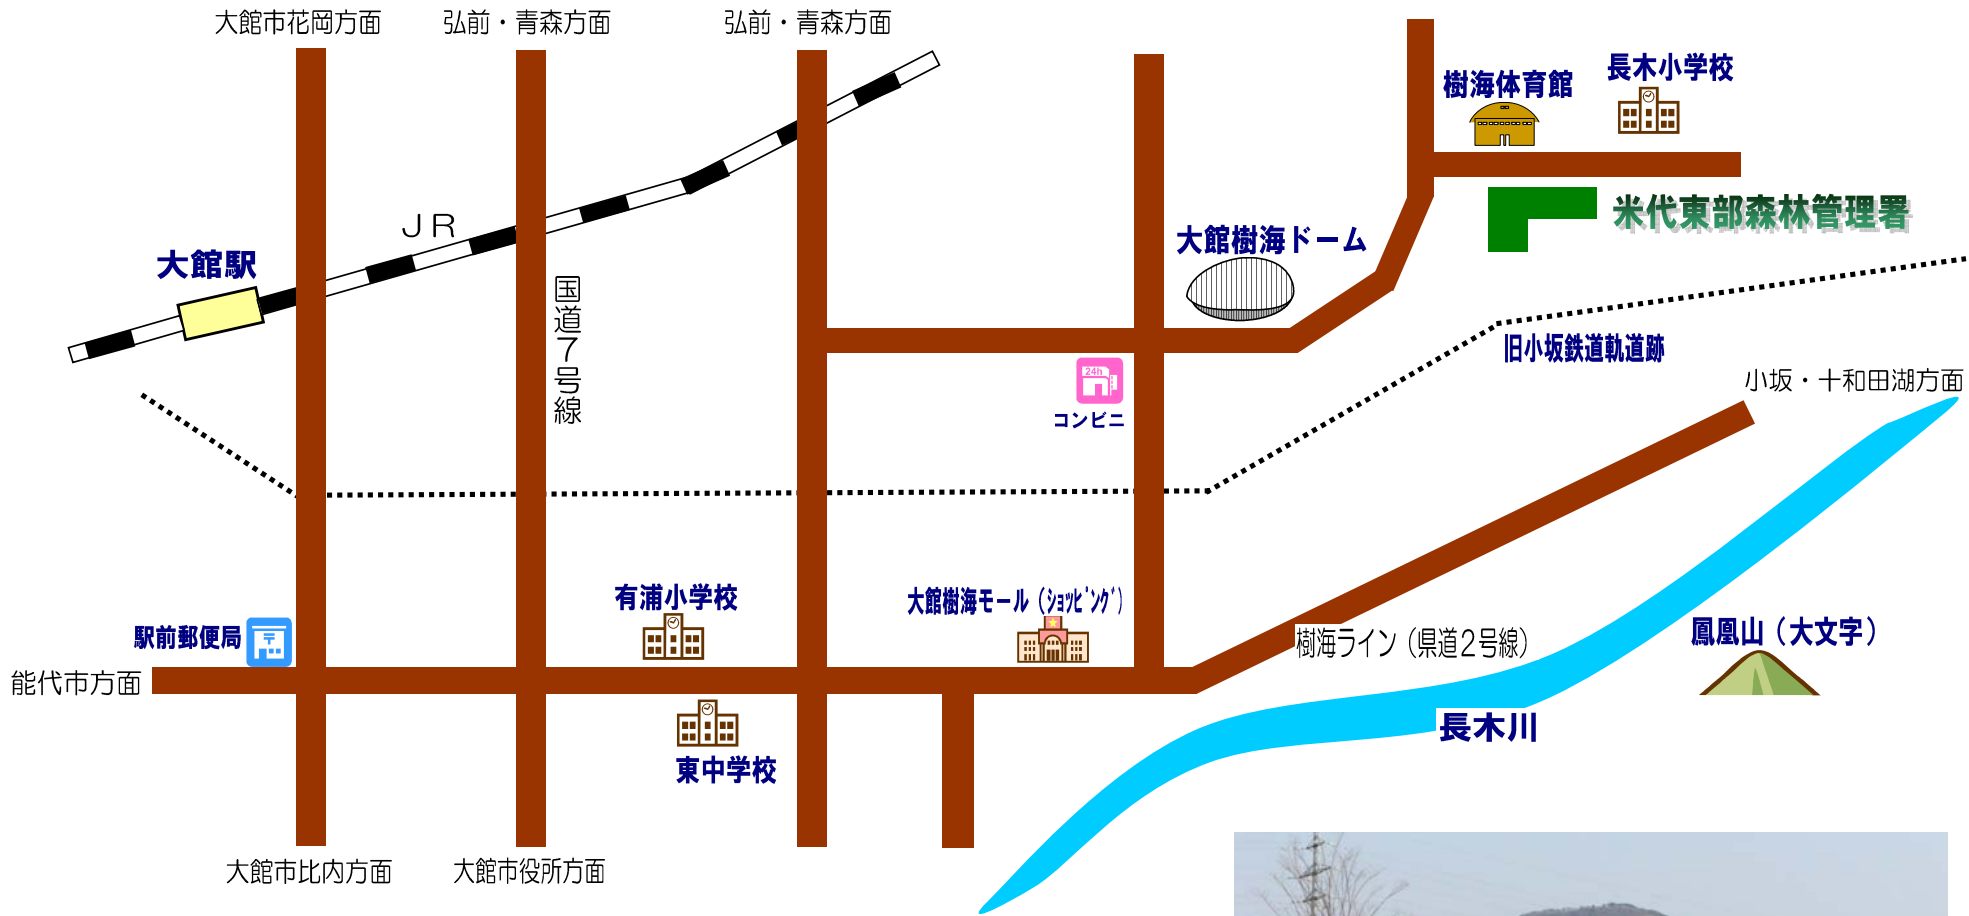 大館市花岡方面
弘前・青森方面
弘前・青森方面
樹海体育館
長木小学校
米代東部森林管理署
JR
大館樹海ドーム
大館駅
国道7号線
旧小坂鉄道軌道跡
小坂・十和田湖方面
24h
コンビニ
有浦小学校
大館樹海モール（ショッピング）
駅前郵便局
樹海ライン（県道2号線）
鳳凰山（大文字）
能代市方面
長木川
東中学校
大館市比内方面
大館市役所方面